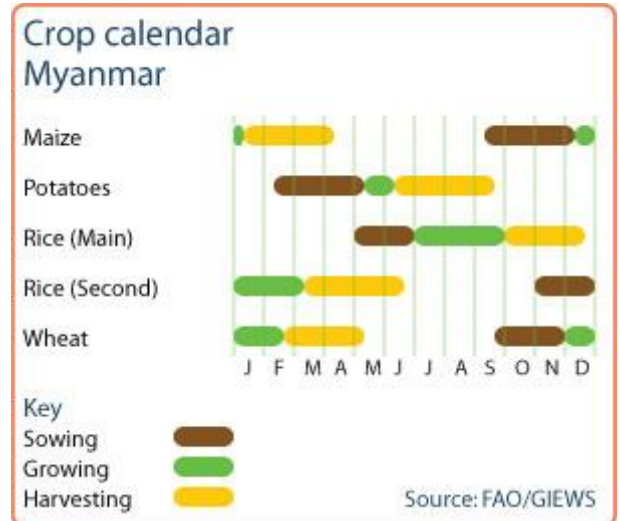 Crop calendar
Myanmar
Maize
Potatoes
Rice (Main)
Rice (Second)
Wheat
J F M A M J J A S O N D
Key
Sowing
Growing
Harvesting
Source: FAO/GIEWS